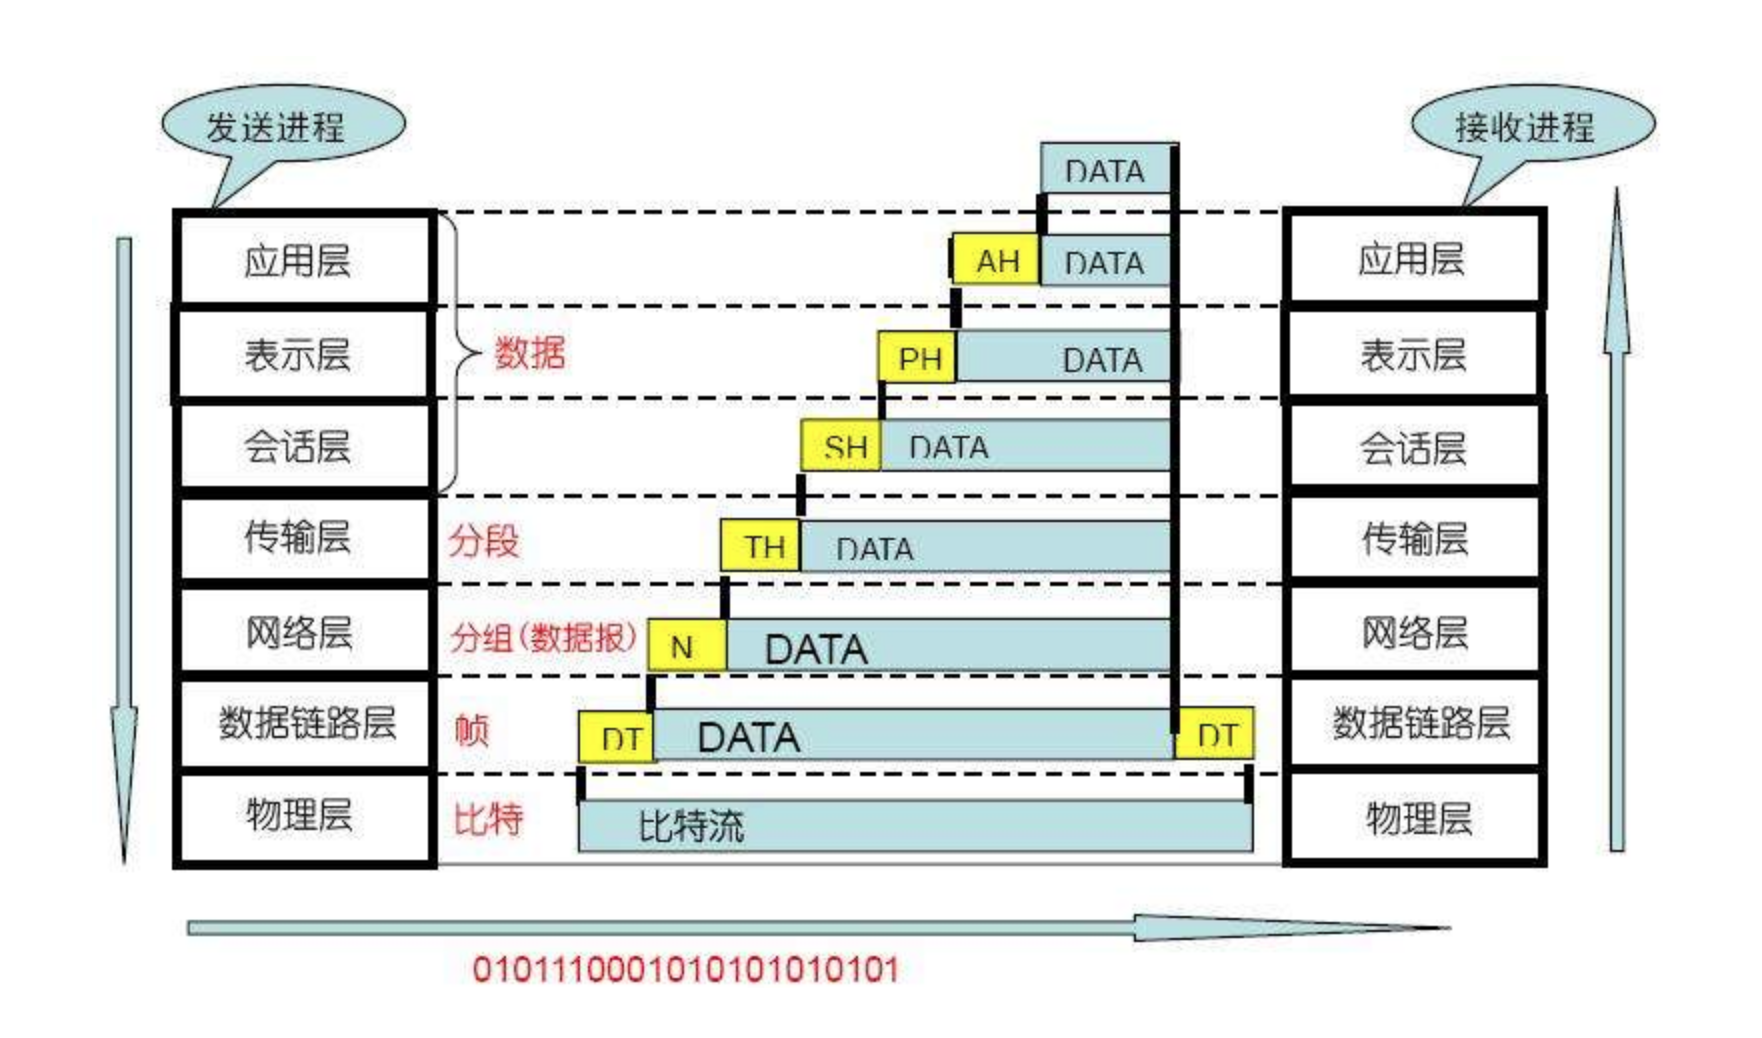 发送进程
接收进程
DATA
应用层
AH
DATA
应用层
表示层
数据
PH
DATA
表示层
会话层
SH
DATA
会话层
传输层
分段
TH
DATA
传输层
网络层
分组(数据报)
N
DATA
网络层
数据链路层
帧
DT
DATA
DT
数据链路层
物理层
比特
比特流
物理层
0101110001010101010101